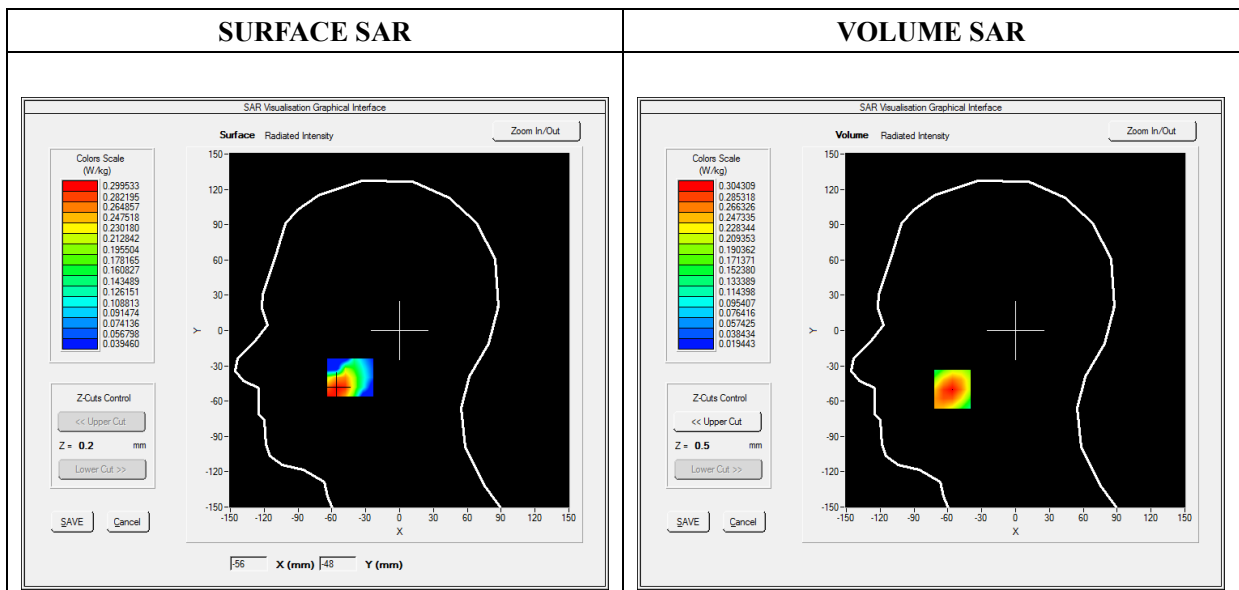 SURFACE SAR
SAR Visualisation Graphical Interface
Surface Radiated Intensity
Zoom In/Out
Colors Scale
(W/kg)
0.299533
0.282195
0.264857
0.247518
0.230180
0.212842
0.195504
0.178165
0.160827
0.143489
0.126151
0.108813
0.091474
0.074136
0.056798
0.039460
Z-Cuts Control
<< Upper Cut
Z = 0.2 mm
Lower Cut >>
SAVE Cancel
150
120
90
60
30
Y 0
-30
-60
-90
-120
-150
-150 -120 -90 -60 -30 0 30 60 90 120 150
X
-56 X (mm) -48 Y (mm)
VOLUME SAR
SAR Visualisation Graphical Interface
Volume Radiated Intensity
Zoom In/Out
Colors Scale
(W/kg)
0.304309
0.285318
0.266326
0.247335
0.228344
0.209353
0.190362
0.171371
0.152380
0.133389
0.114398
0.095407
0.076416
0.057425
0.038434
0.019443
Z-Cuts Control
<< Upper Cut
Z = 0.5 mm
Lower Cut >>
SAVE Cancel
150
120
90
60
30
Y 0
-30
-60
-90
-120
-150
-150 -120 -90 -60 -30 0 30 60 90 120 150
X